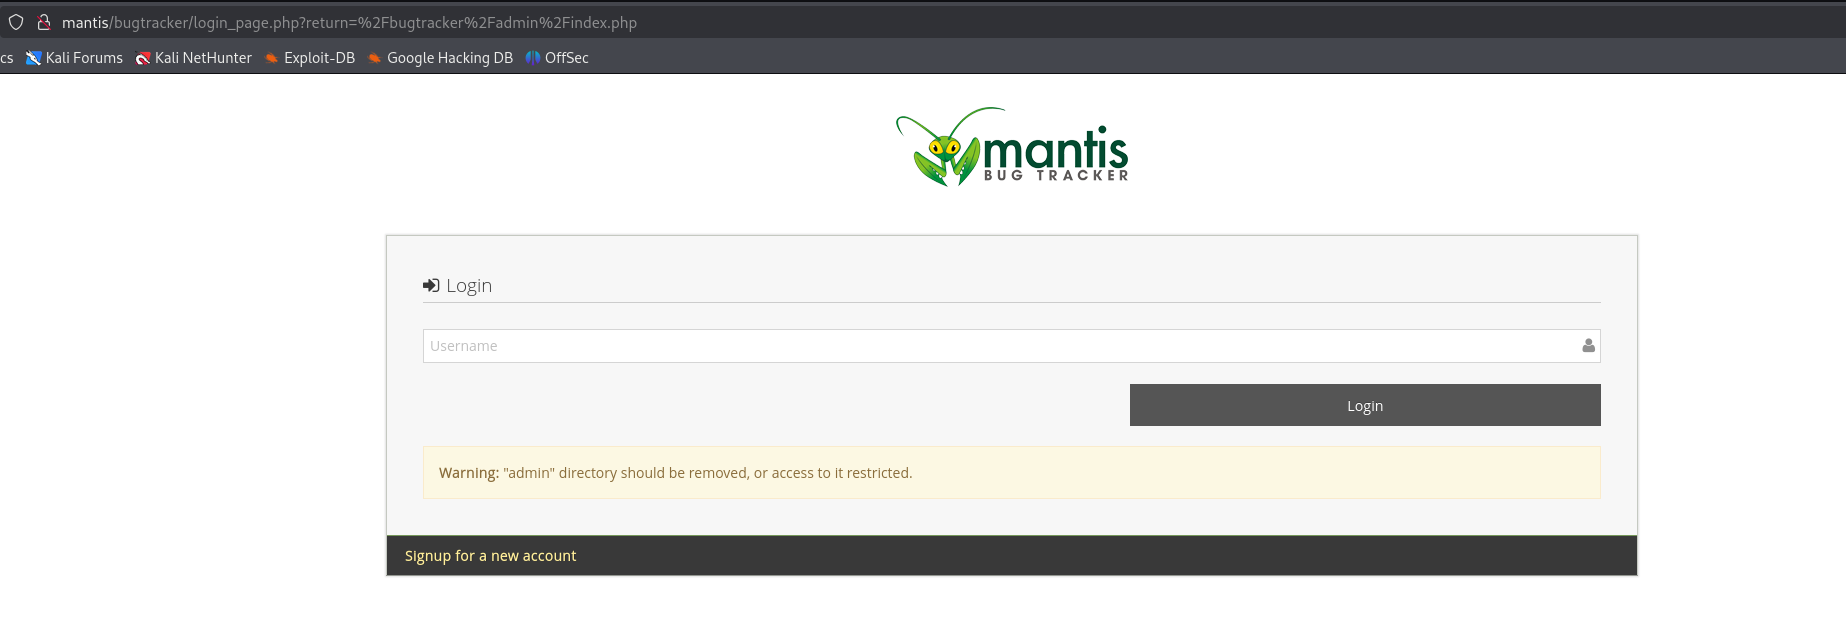 mantis/bugtracker/login_page.php?return=%2Fbugtracker%2Fadmin%2Findex.php
cs Kali Forums Kali NetHunter Exploit-DB Google Hacking DB OffSec
mantis
BUG TRACKER
Login
Username
Login
Warning: "admin" directory should be removed, or access to it restricted.
Signup for a new account